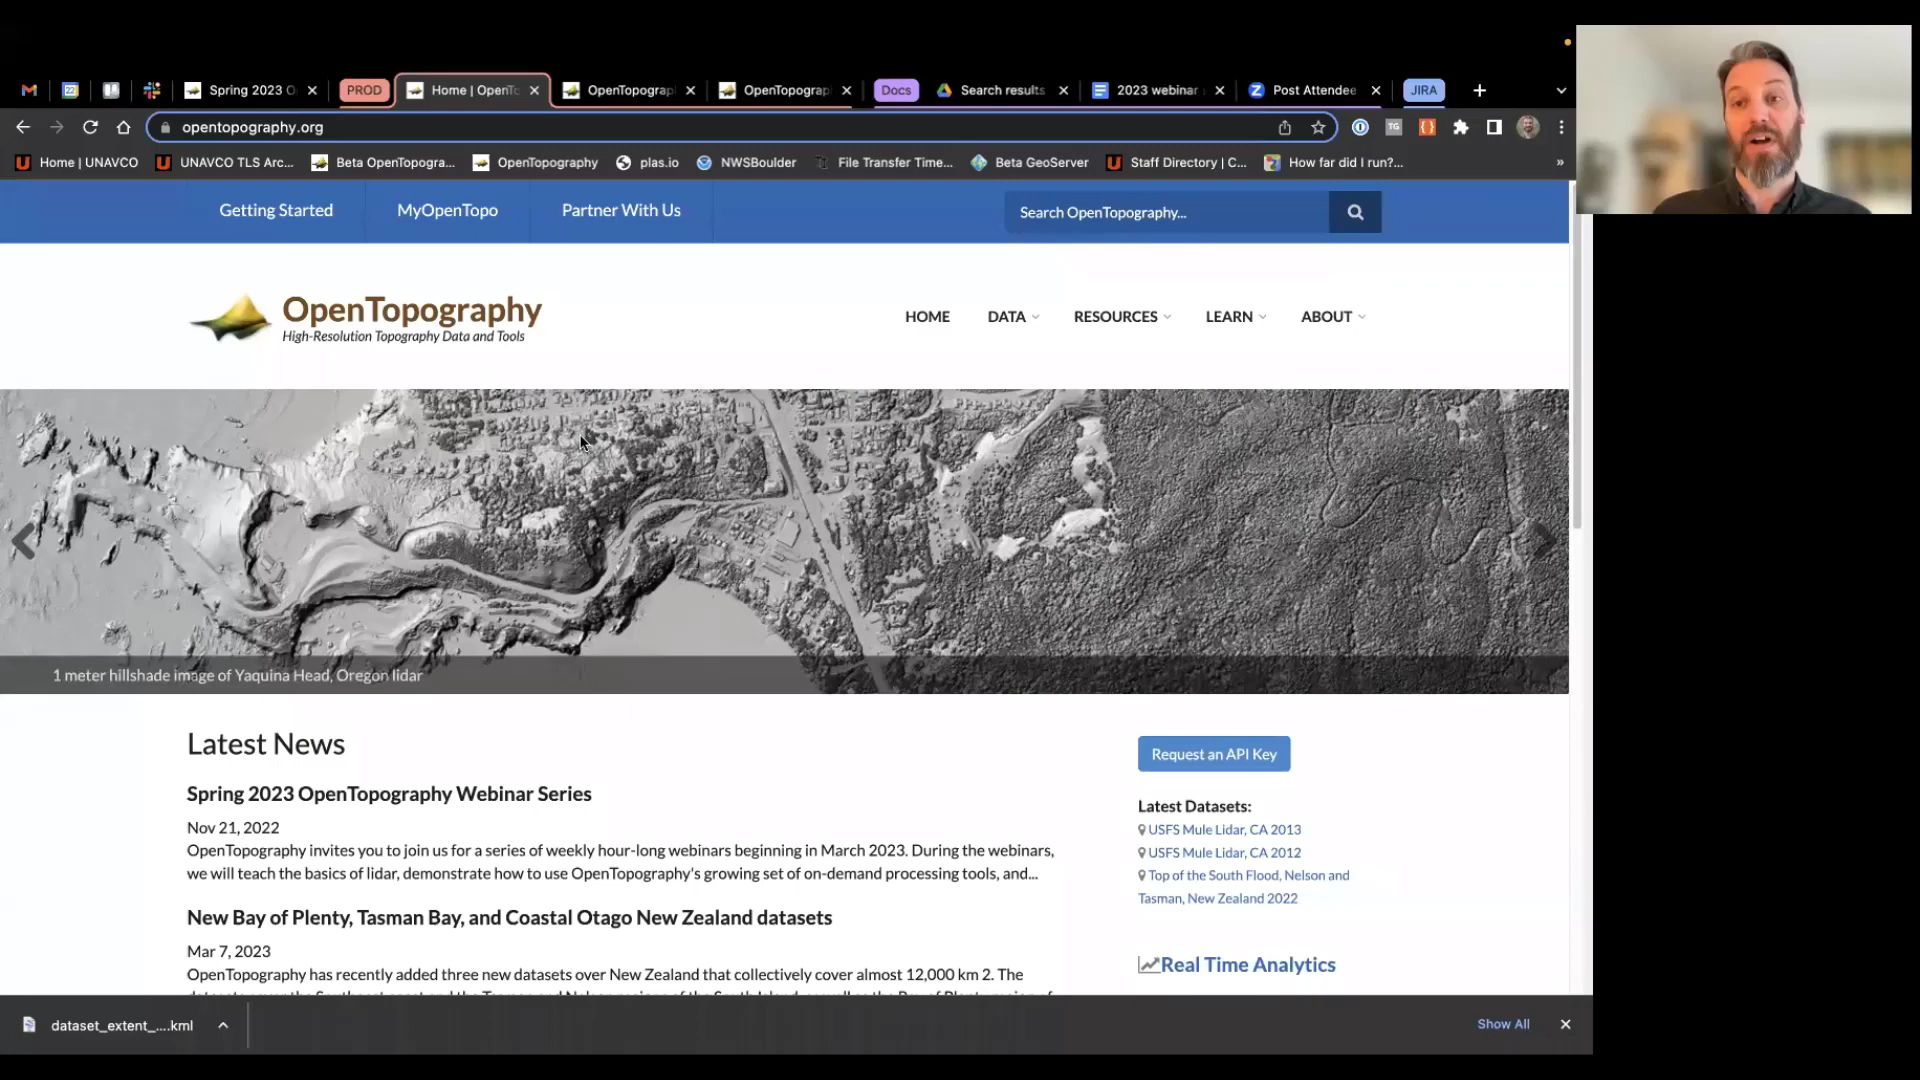 Spring 2023 O
PROD
Home | OpenTo
OpenTopograp
OpenTopograp
Docs
Search results
2023 webinar
Post Attendee
JIRA
opentopography.org
TG
Home | UNAVCO
UNAVCO TLS Arc...
Beta OpenTopogra...
OpenTopography
plas.io
NWSBoulder
File Transfer Time...
Beta GeoServer
Staff Directory | C...
How far did I run?...
»
Getting Started
MyOpenTopo
Partner With Us
Search OpenTopography...
OpenTopography
High-Resolution Topography Data and Tools
HOME
DATA
RESOURCES
LEARN
ABOUT
1 meter hillshade image of Yaquina Head, Oregon lidar
Latest News
Spring 2023 OpenTopography Webinar Series
Nov 21, 2022
OpenTopography invites you to join us for a series of weekly hour-long webinars beginning in March 2023. During the webinars,
we will teach the basics of lidar, demonstrate how to use OpenTopography's growing set of on-demand processing tools, and...
New Bay of Plenty, Tasman Bay, and Coastal Otago New Zealand datasets
Mar 7, 2023
OpenTopography has recently added three new datasets over New Zealand that collectively cover almost 12,000 km 2. The
Request an API Key
Latest Datasets:
USFS Mule Lidar, CA 2013
USFS Mule Lidar, CA 2012
Top of the South Flood, Nelson and
Tasman, New Zealand 2022
Real Time Analytics
dataset_extent_....kml
Show All